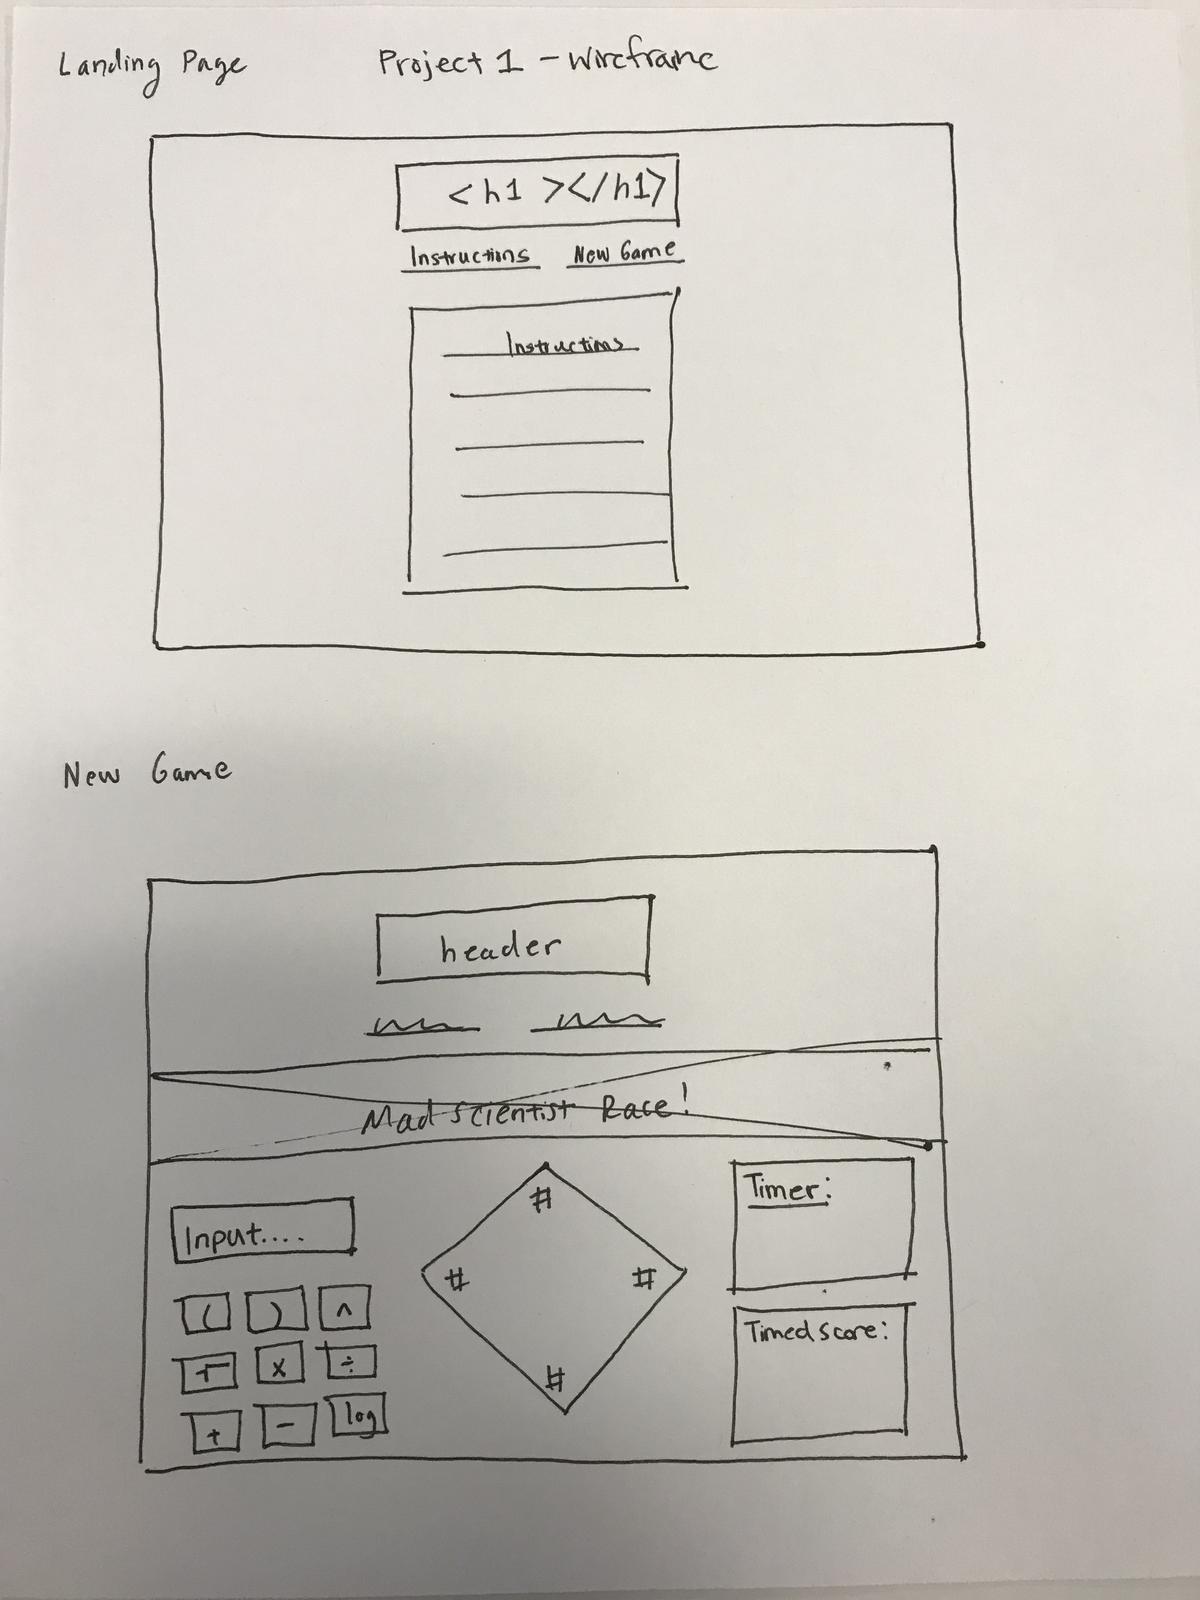 Landing Page Project 1 - Wireframe
<h1></h1>
Instructions New Game
Instructions
New Game
header
Mad scientist Race!
Input....
( ) ^
√ x ÷
+ - log
#
# #
#
Timer:
Timed score: